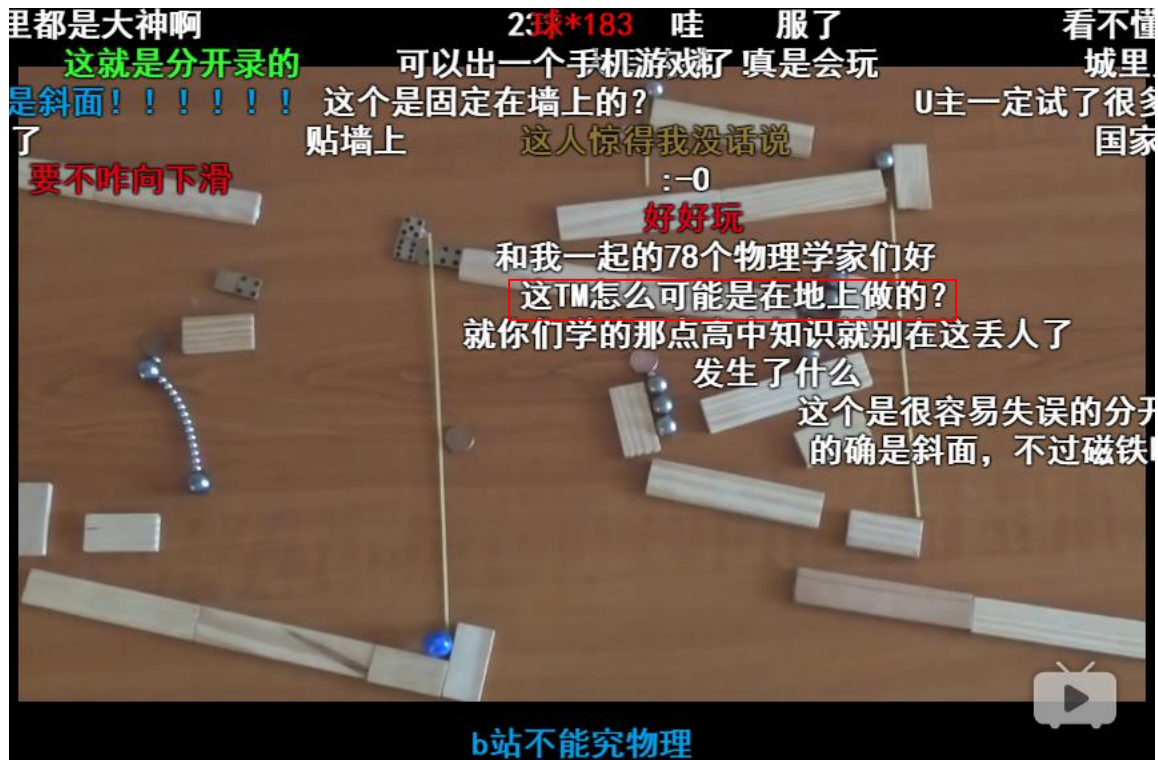 里都是大神啊
球*183
哇
服了
看不懂
这就是分开录的
可以出一个手机游戏了
真是会玩
城里
是斜面！！！！！！
这个是固定在墙上的?
U主一定试了很多
了
贴墙上
这人惊得我没话说
国家
要不咋向下滑
:-0
好好玩
和我一起的78个物理学家们好
这TM怎么可能是在地上做的?
就你们学的那点高中知识就别在这丢人了
发生了什么
这个是很容易失误的分开
的确是斜面，不过磁铁
b站不能究物理